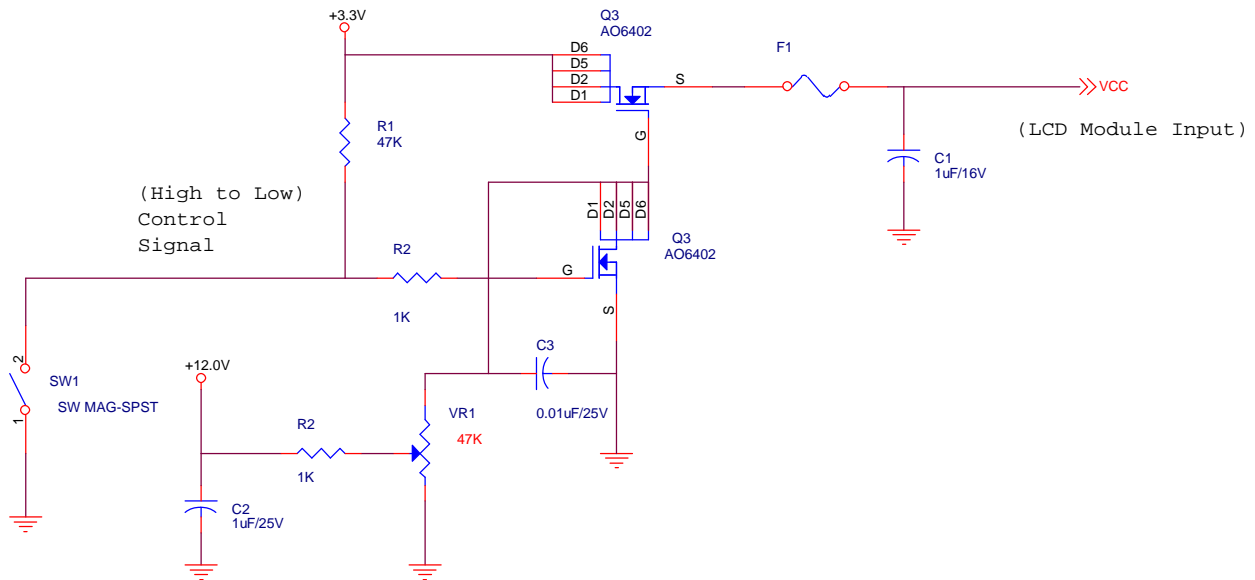 +3.3V
Q3
AO6402
D6
D5
D2
D1
S
G
F1
VCC
(LCD Module Input)
R1
47K
C1
1uF/16V
(High to Low)
Control
Signal
D1
D2
D5
D6
Q3
AO6402
R2
1K
G
S
2
1
SW1
SW MAG-SPST
+12.0V
C3
0.01uF/25V
VR1
47K
R2
1K
C2
1uF/25V